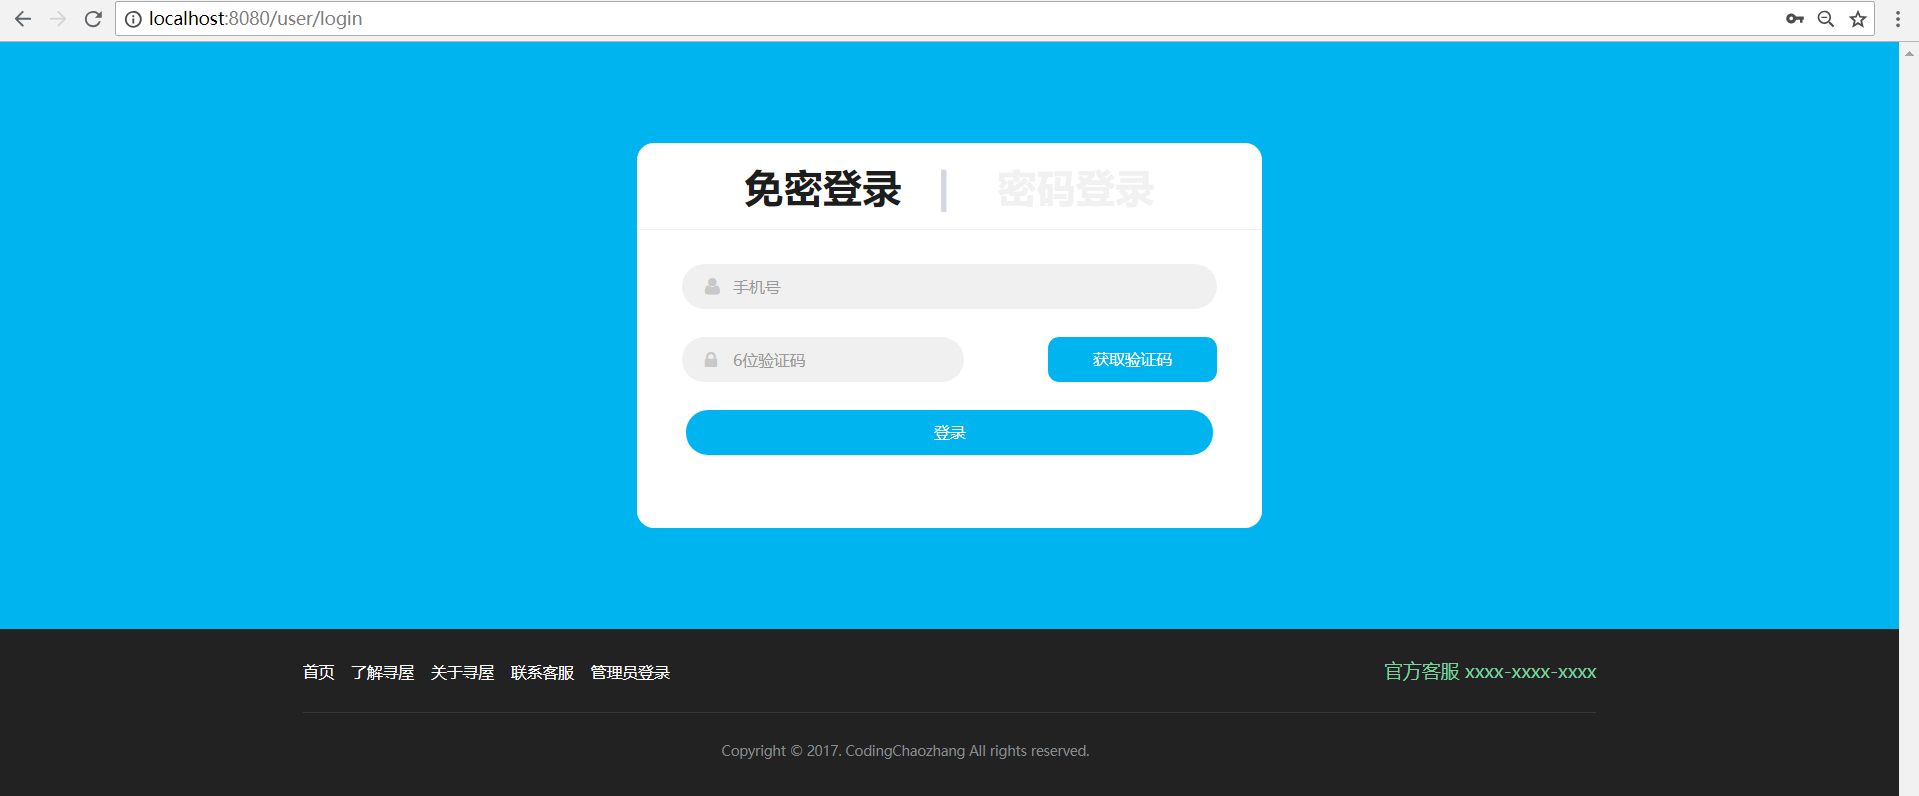 localhost:8080/user/login
免密登录 | 密码登录
手机号
6位验证码 获取验证码
登录
首页 了解寻屋 关于寻屋 联系客服 管理员登录 官方客服 xxxx-xxxx-xxxx
Copyright © 2017. CodingChaozhang All rights reserved.